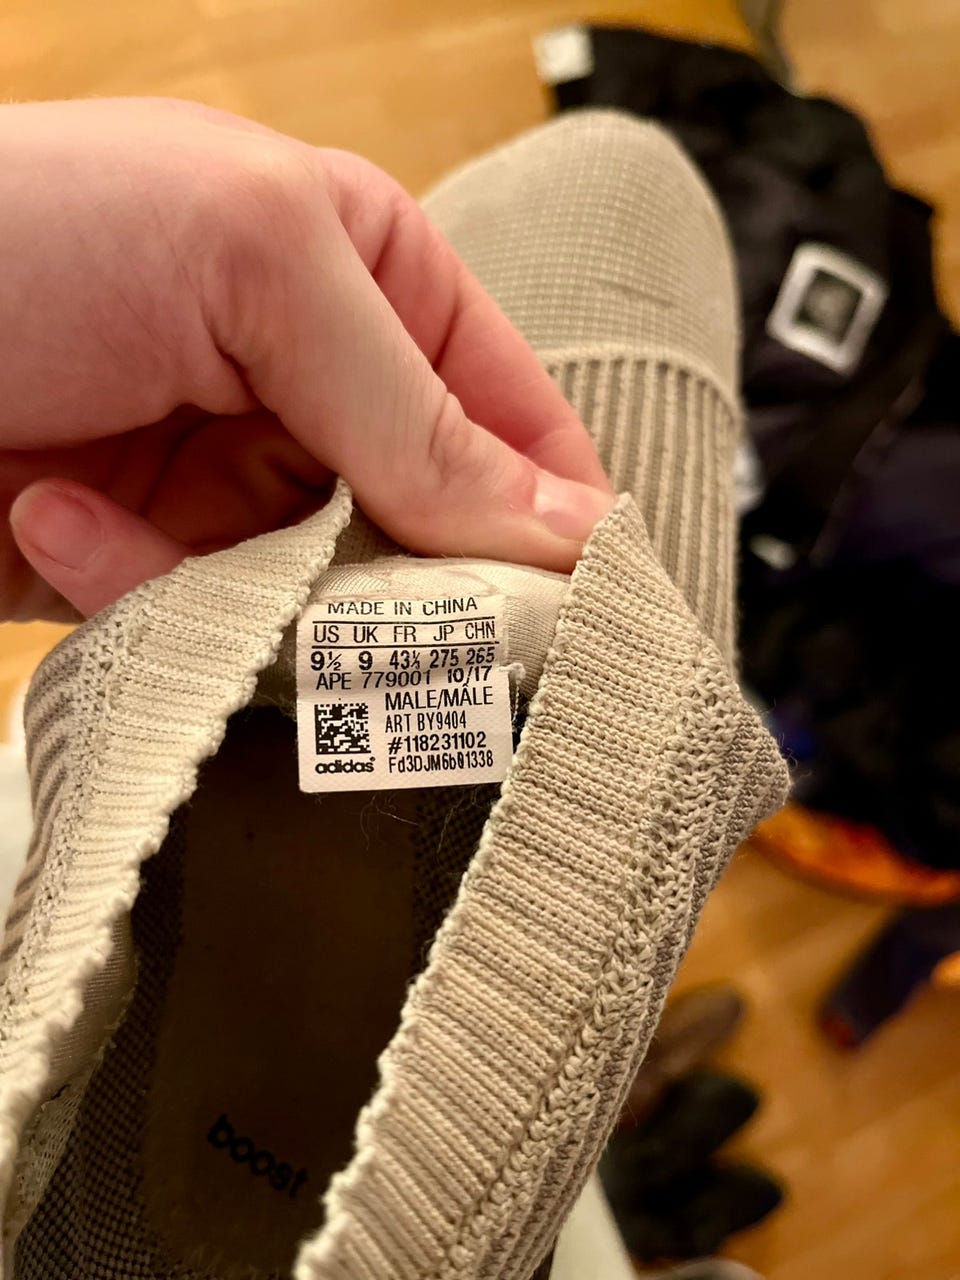 MADE IN CHINA
US UK FR JP CHN
9½ 9 43⅓ 275 265
APE 779001 10/17
MALE/MÂLE
ART BY9404
#118231102
adidas® Fd3DJM6b01338
boost